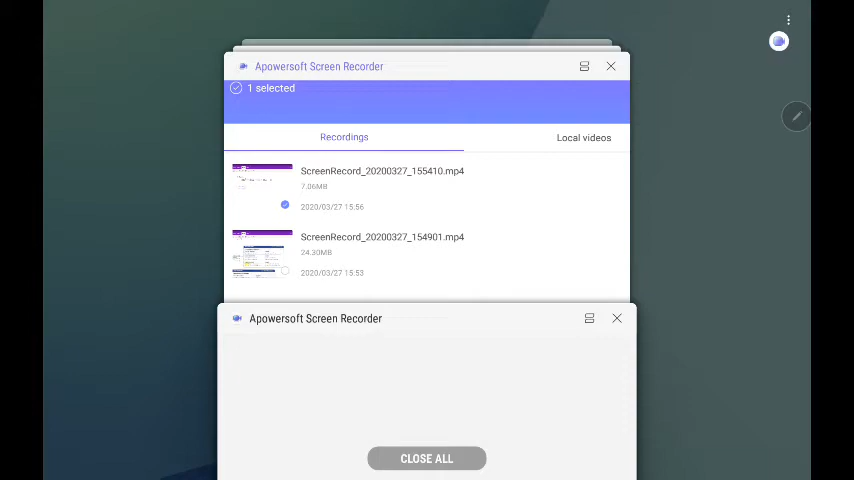 Apowersoft Screen Recorder
1 selected
Recordings
Local videos
ScreenRecord_20200327_155410.mp4
7.06MB
2020/03/27 15:56
ScreenRecord_20200327_154901.mp4
24.30MB
2020/03/27 15:53
Apowersoft Screen Recorder
CLOSE ALL